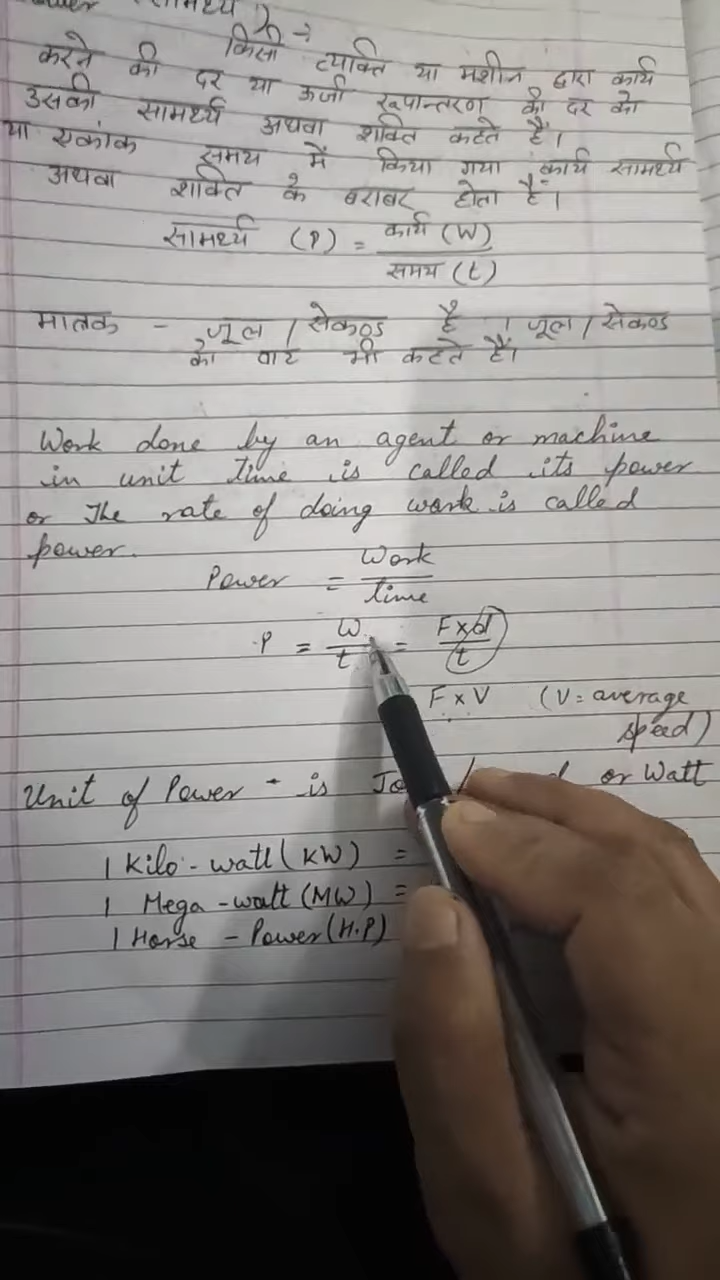 (सामर्थ्य) →
किसी व्यक्ति या मशीन द्वारा कार्य
करने की दर या ऊर्जा रूपान्तरण की दर को
उसकी सामर्थ्य अथवा शक्ति कहते हैं।
या एकांक समय में किया गया कार्य सामर्थ्य
अथवा शक्ति के बराबर होता है।
सामर्थ्य (P) = कार्य (W)
समय (t)
मात्रक - जूल / सेकण्ड है । जूल / सेकण्ड
को वाट भी कहते हैं।
Work done by an agent or machine
in unit time is called its power
or The rate of doing work is called
power.
Power = Work
time
P = W = F x d
t t
F x V (V = average
speed)
Unit of Power - is or Watt
1 Kilo - watt (KW) =
1 Mega - watt (MW) =
1 Horse - Power (H.P)